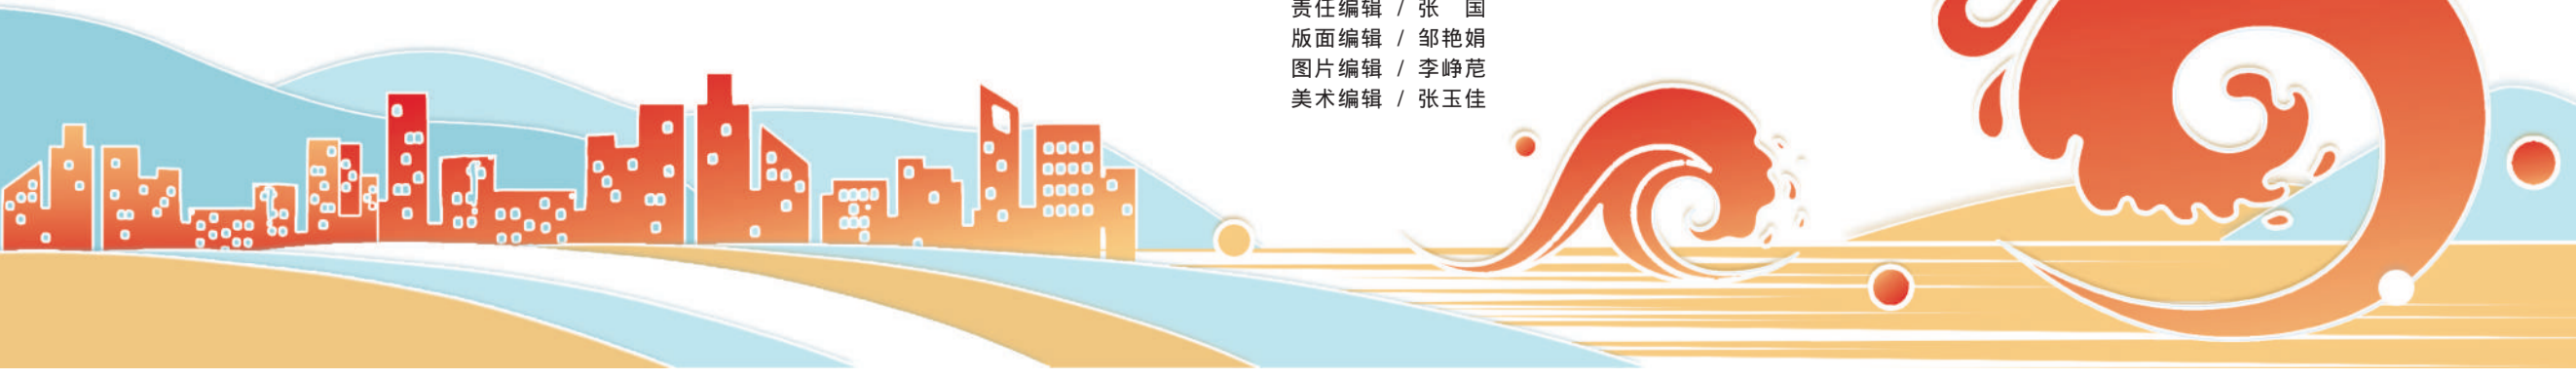 责任编辑 / 张　国
版面编辑 / 邹艳娟
图片编辑 / 李峥苨
美术编辑 / 张玉佳